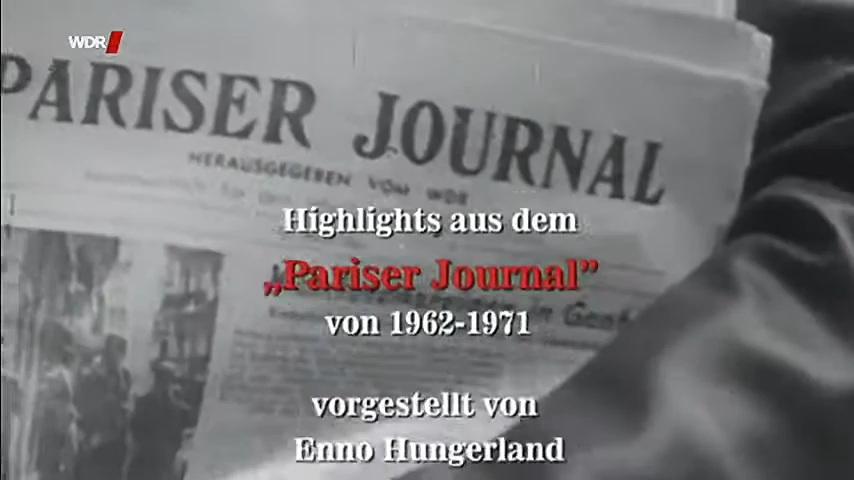 WDR
PARISER JOURNAL
HERAUSGEGEBEN VOM WDR
Highlights aus dem
„Pariser Journal”
von 1962-1971
vorgestellt von
Enno Hungerland